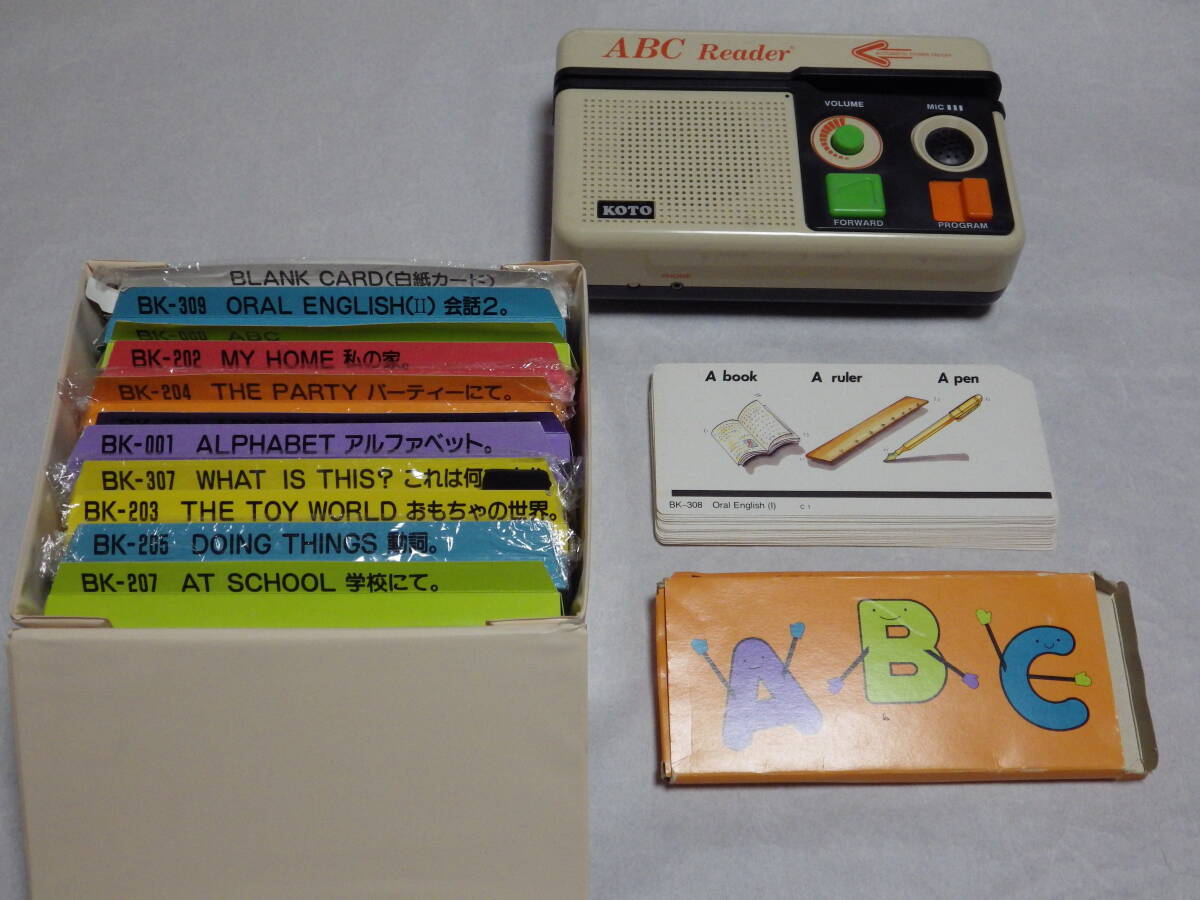 ABC Reader
VOLUME
MIC
KOTO
FORWARD
PROGRAM
PHONE
BLANK CARD(白紙カード)
BK-309 ORAL ENGLISH(II) 会話2。
ABC
BK-202 MY HOME 私の家。
BK-204 THE PARTY パーティーにて。
BK-001 ALPHABET アルファベット。
BK-307 WHAT IS THIS? これは何
BK-203 THE TOY WORLD おもちゃの世界。
BK-205 DOING THINGS 動詞。
BK-207 AT SCHOOL 学校にて。
A book A ruler A pen
BK-308 Oral English (I) C 1
A B C